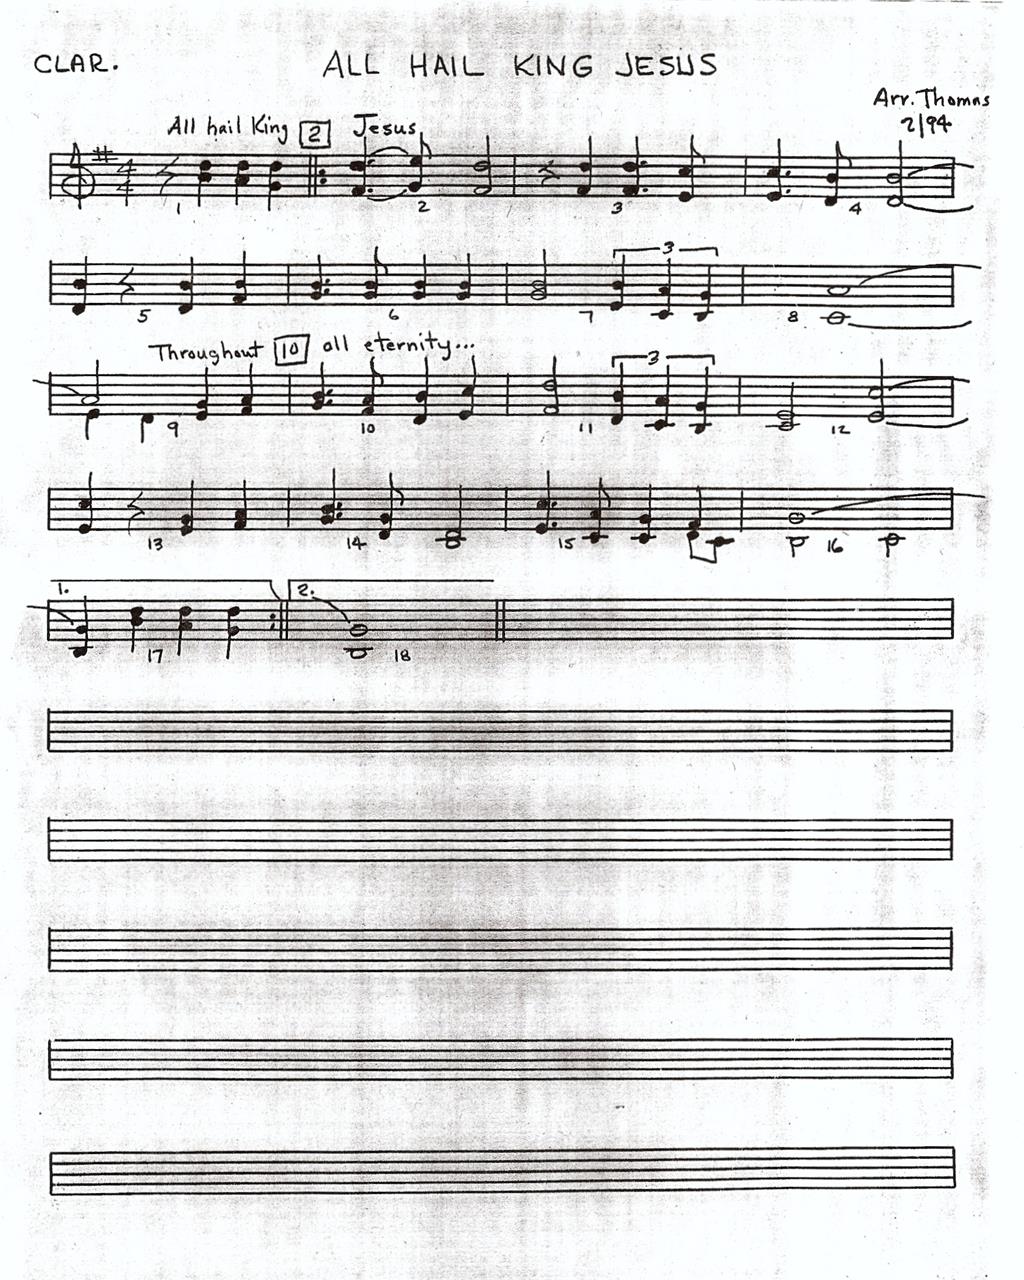 CLAR. ALL HAIL KING JESUS
Arr. Thomas
2/94
All hail King 2 Jesus
4
4
1 2 3 4
3
5 6 7 8
Throughout 10 all eternity...
3
9 10 11 12
13 14 15 16
1. 2.
17 18